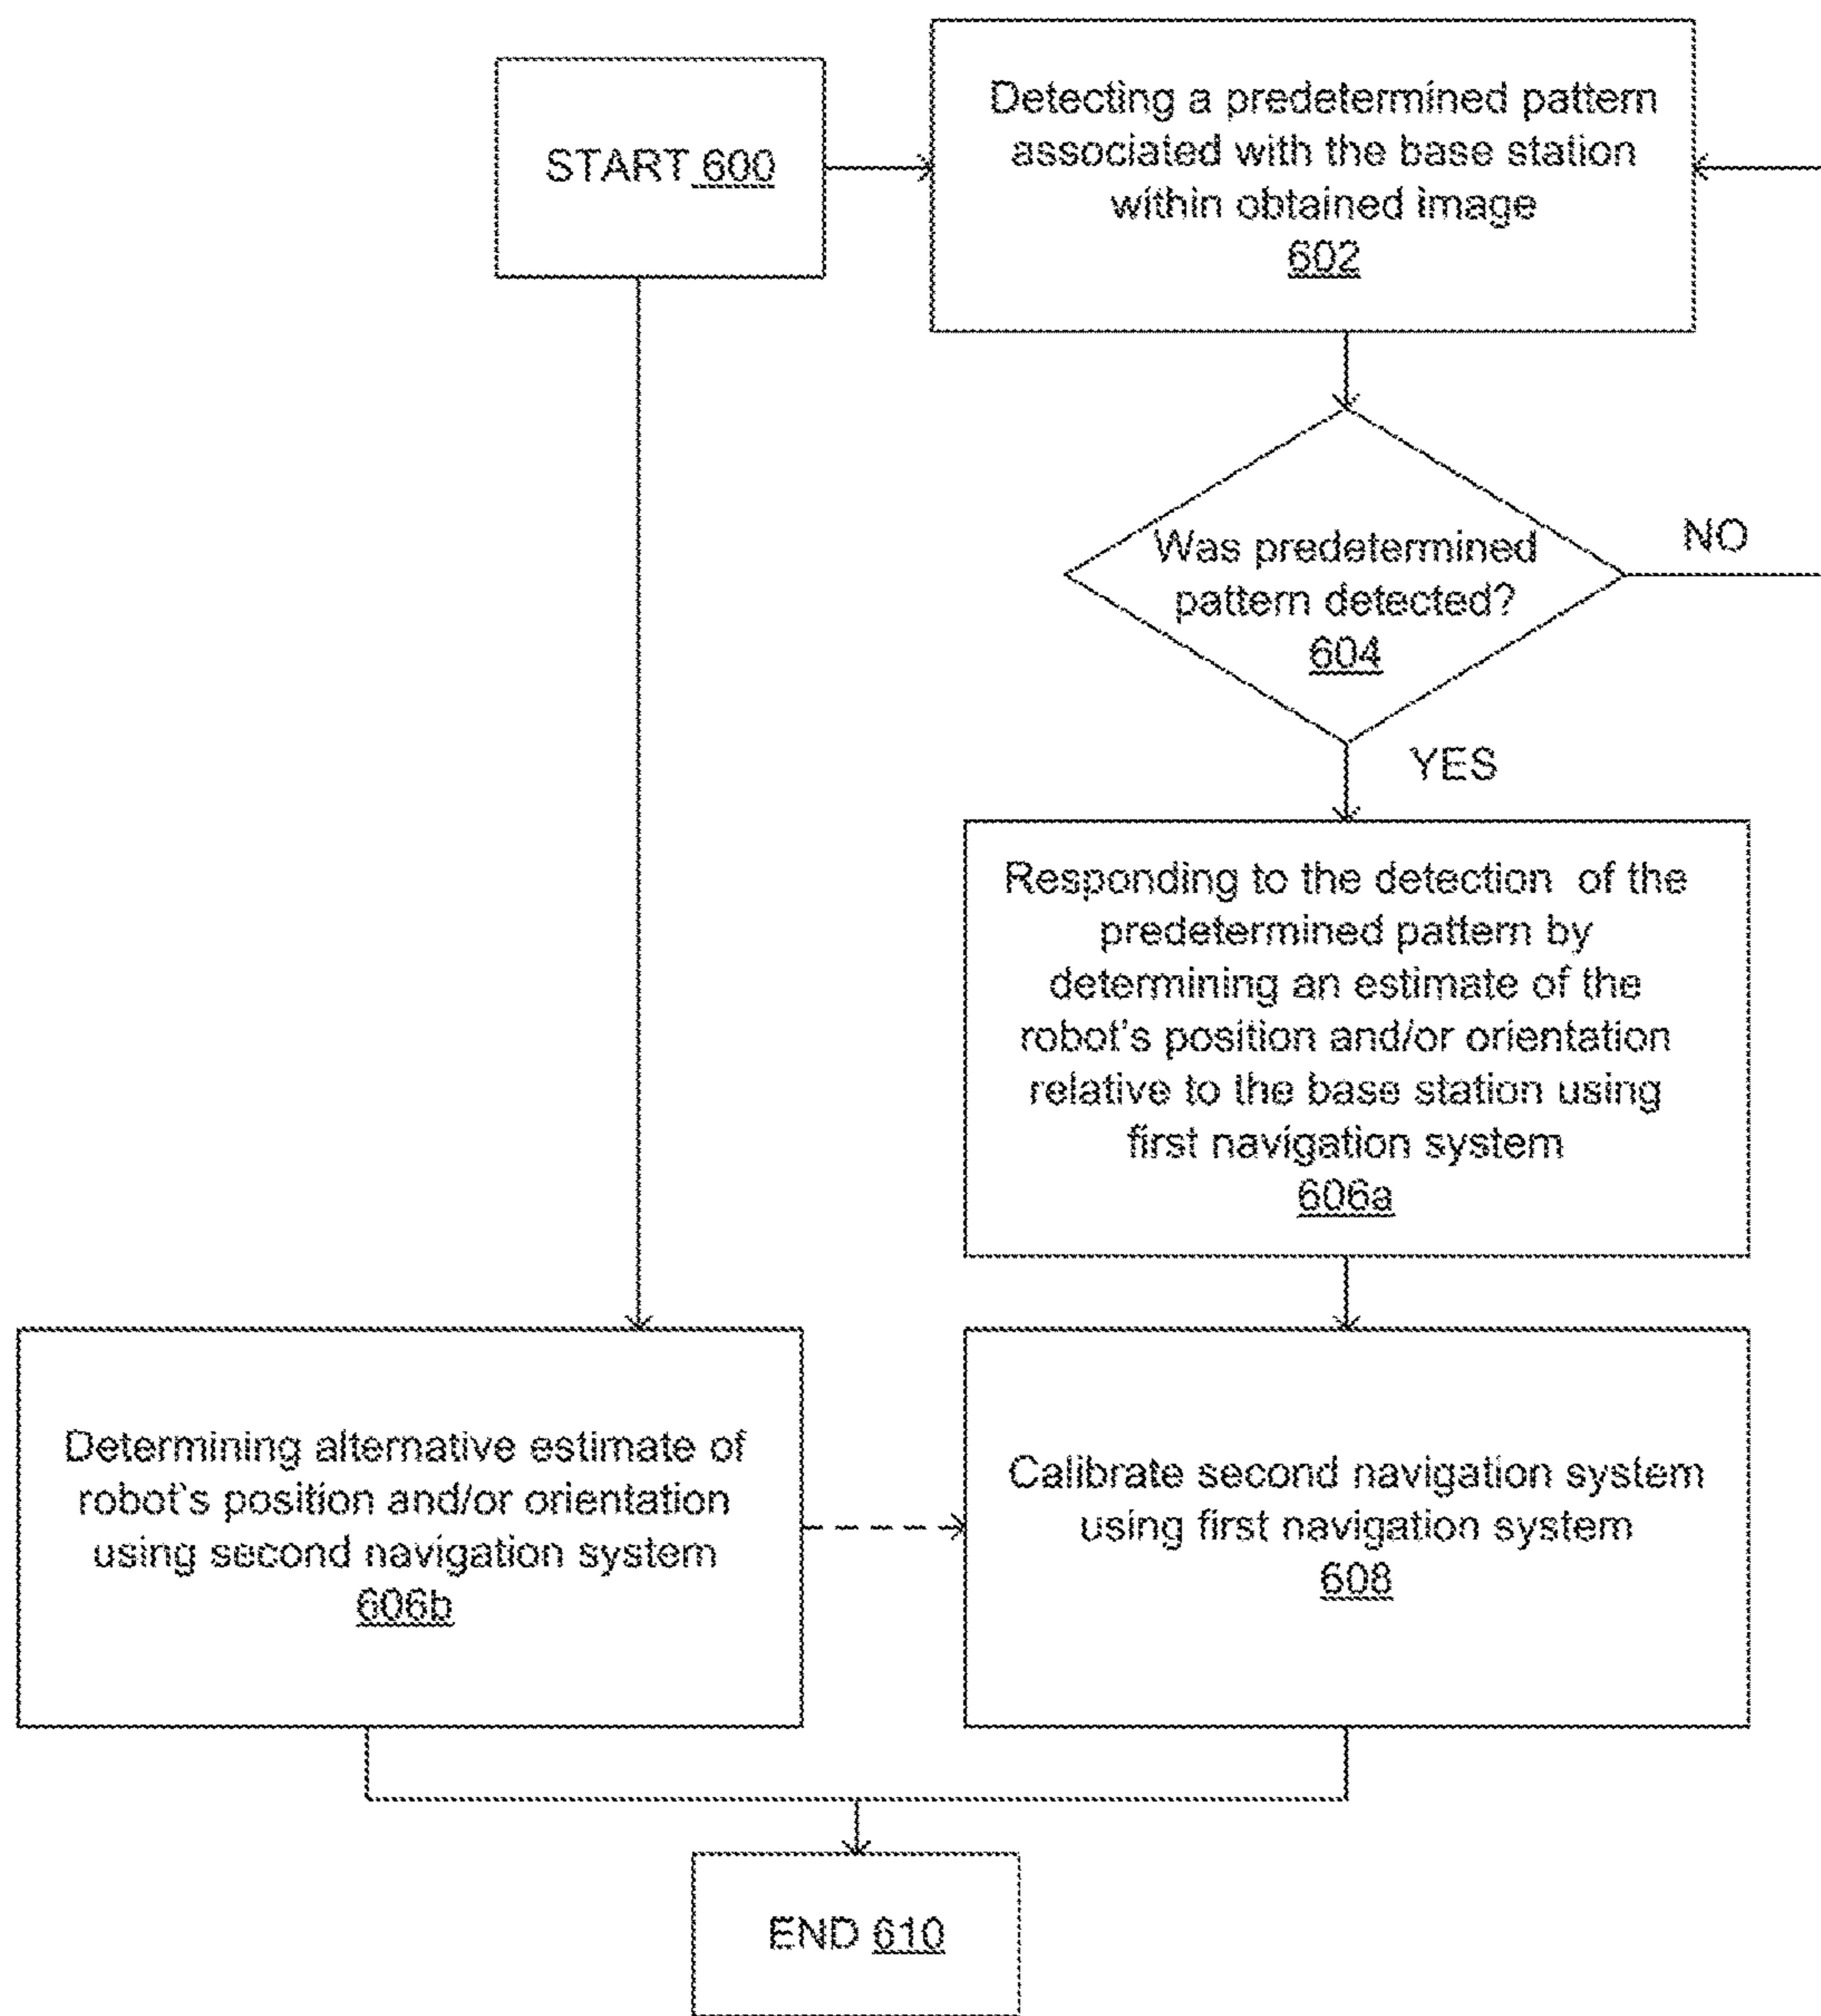 START 600
Detecting a predetermined pattern
associated with the base station
within obtained image
602
Was predetermined
pattern detected?
604
NO
YES
Responding to the detection of the
predetermined pattern by
determining an estimate of the
robot's position and/or orientation
relative to the base station using
first navigation system
606a
Determining alternative estimate of
robot's position and/or orientation
using second navigation system
606b
Calibrate second navigation system
using first navigation system
608
END 610